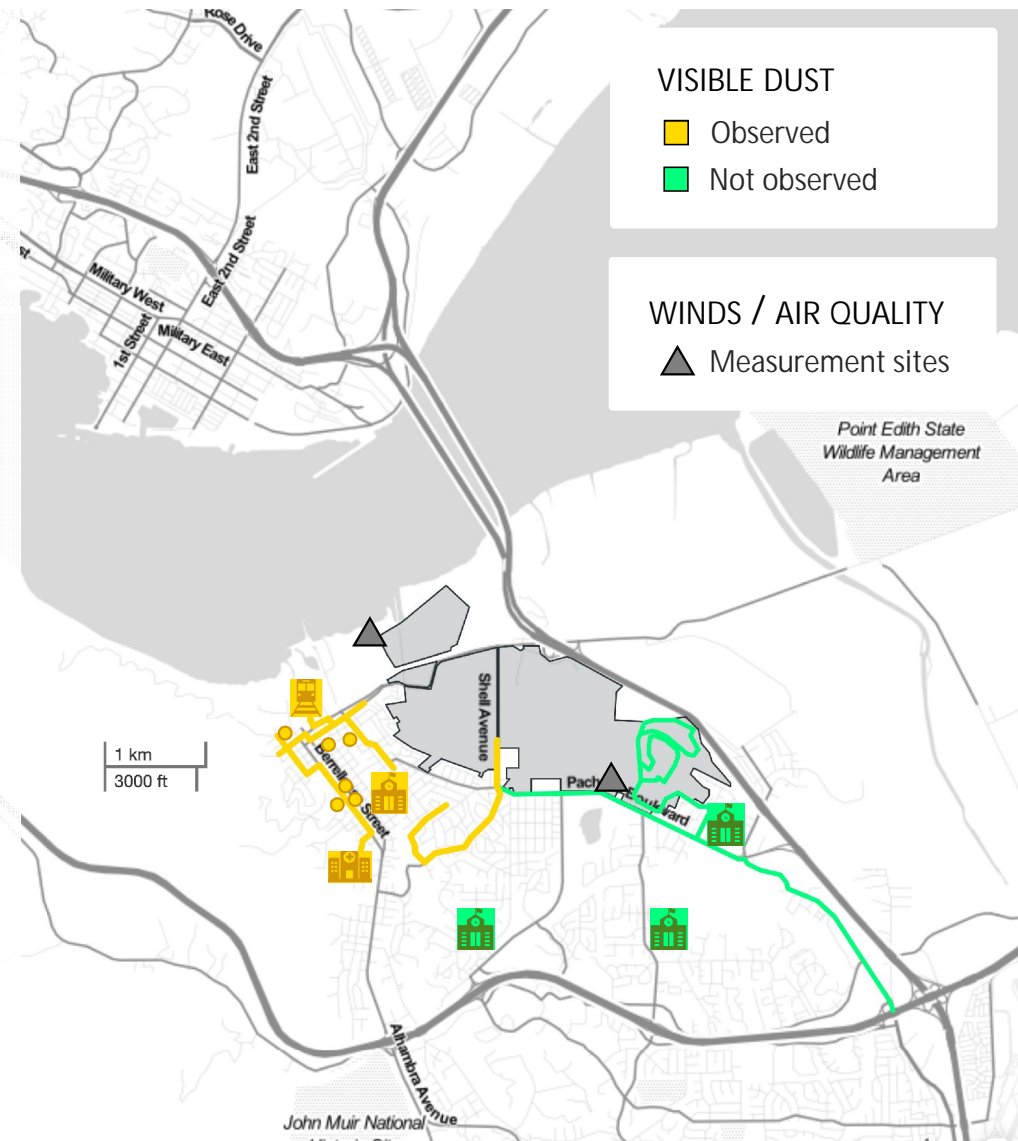 Rose Drive
East 2nd Street
VISIBLE DUST
Observed
Not observed
East 2nd Street
Military West
1st Street
Military East
WINDS / AIR QUALITY
Measurement sites
Point Edith State
Wildlife Management
Area
Shell Avenue
1 km
3000 ft
Street
Alhambra Avenue
John Muir National